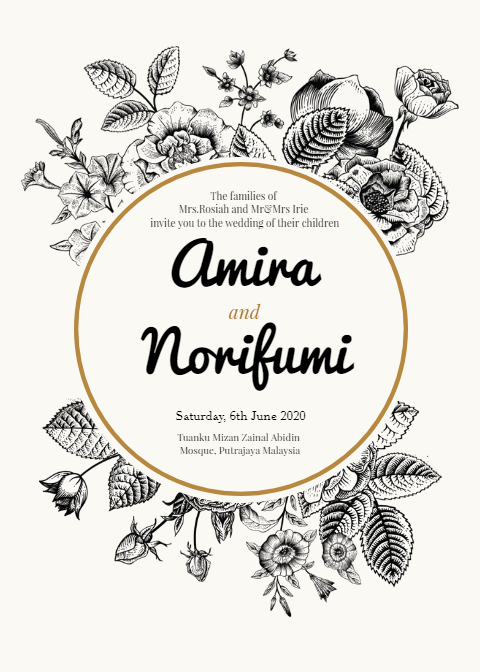 The families of
Mrs.Rosiah and Mr&Mrs Irie
invite you to the wedding of their children
Amira
and
Norifumi
Saturday, 6th June 2020
Tuanku Mizan Zainal Abidin
Mosque, Putrajaya Malaysia